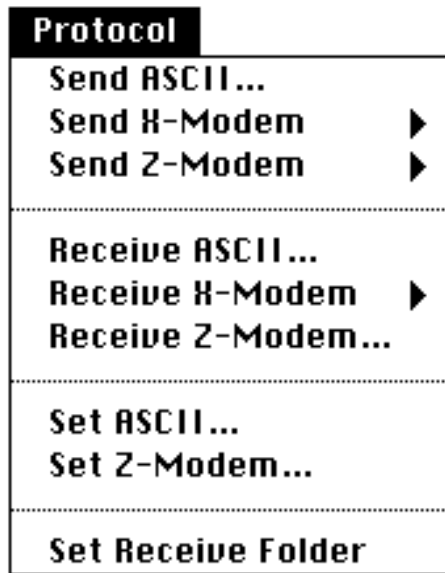 Protocol
Send ASCII...
Send X-Modem
Send Z-Modem
Receive ASCII...
Receive X-Modem
Receive Z-Modem...
Set ASCII...
Set Z-Modem...
Set Receive Folder